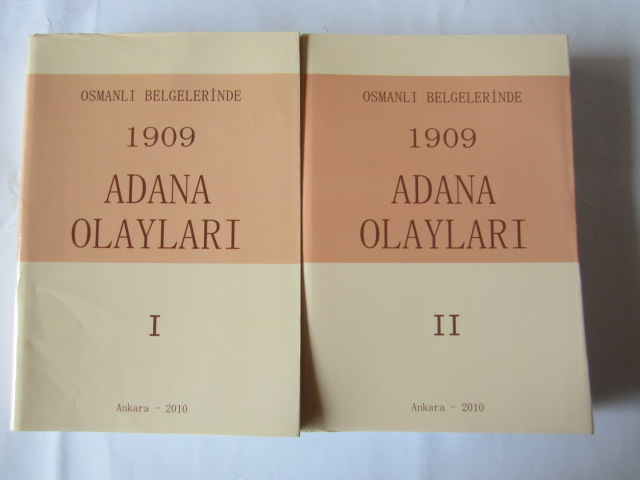 OSMANLI BELGELERİNDE
1909
ADANA
OLAYLARI
I
Ankara - 2010
OSMANLI BELGELERİNDE
1909
ADANA
OLAYLARI
II
Ankara - 2010